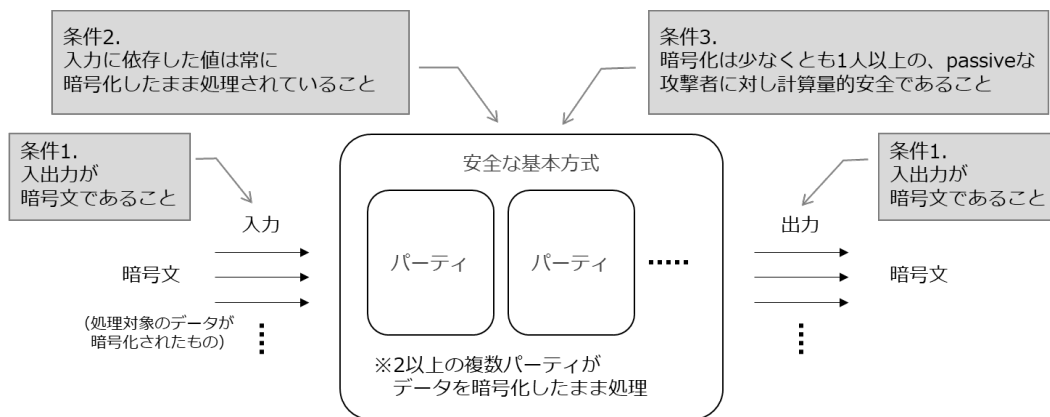 条件2.
入力に依存した値は常に
暗号化したまま処理されていること
条件3.
暗号化は少なくとも1人以上の、passiveな
攻撃者に対し計算量的安全であること
条件1.
入出力が
暗号文であること
安全な基本方式
条件1.
入出力が
暗号文であること
入力
パーティ
パーティ
出力
暗号文
暗号文
(処理対象のデータが
暗号化されたもの)
※2以上の複数パーティが
データを暗号化したまま処理